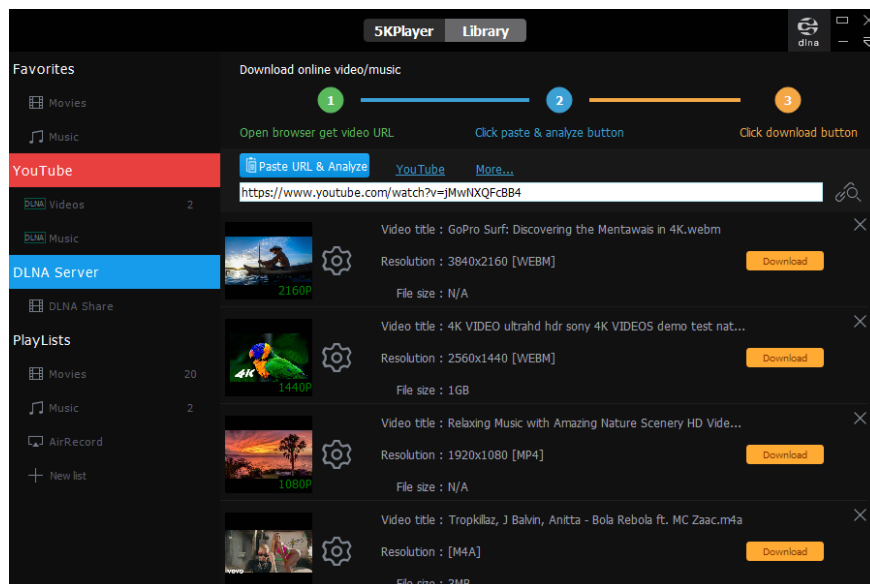 5KPlayer Library
dlna
Favorites
Movies
Music
YouTube
DLNA Videos 2
DLNA Music
DLNA Server
DLNA Share
PlayLists
Movies 20
Music 2
AirRecord
New list
Download online video/music
1 2 3
Open browser get video URL Click paste & analyze button Click download button
Paste URL & Analyze YouTube More...
https://www.youtube.com/watch?v=jMwNXQFcBB4
Video title : GoPro Surf: Discovering the Mentawais in 4K.webm
Resolution : 3840x2160 [WEBM] Download
2160P
File size : N/A
Video title : 4K VIDEO ultrahd hdr sony 4K VIDEOS demo test nat...
Resolution : 2560x1440 [WEBM] Download
4K
1440P
File size : 1GB
Video title : Relaxing Music with Amazing Nature Scenery HD Vide...
Resolution : 1920x1080 [MP4] Download
1080P
File size : N/A
Video title : Tropkillaz, J Balvin, Anitta - Bola Rebola ft. MC Zaac.m4a
Resolution : [M4A] Download
vevo
File size : 3MB